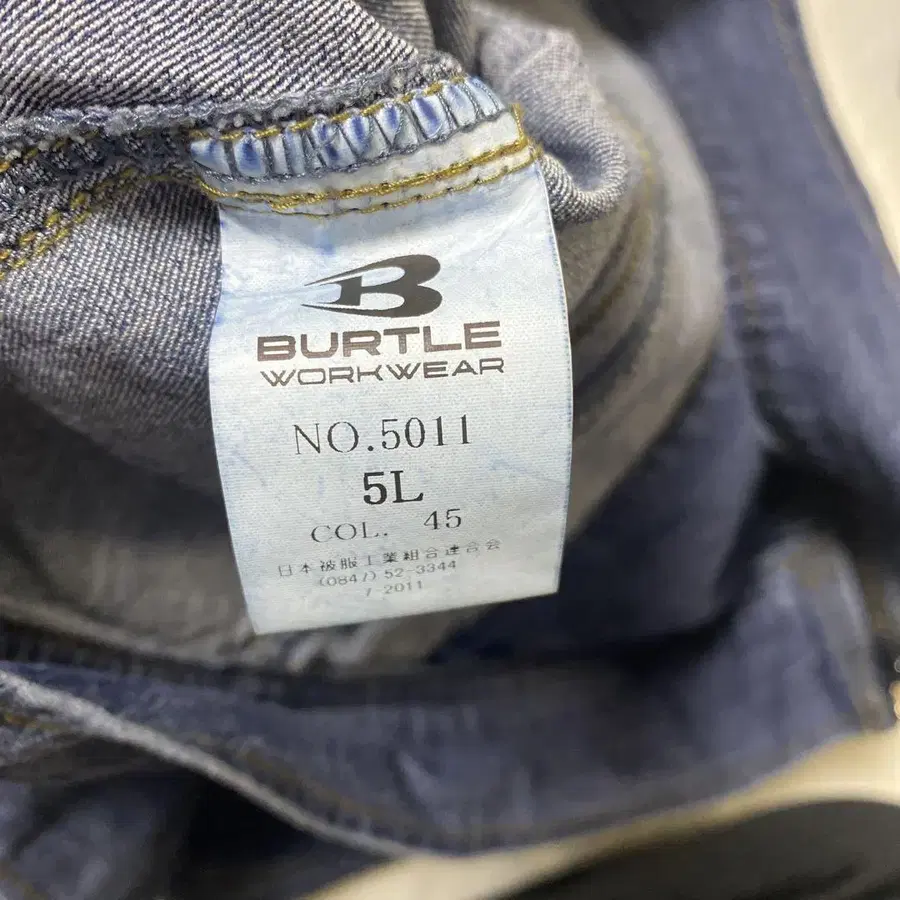 B
BURTLE
WORKWEAR
NO.5011
5L
COL. 45
日本被服工業組合連合会
(0847) 52-3344
7-2011